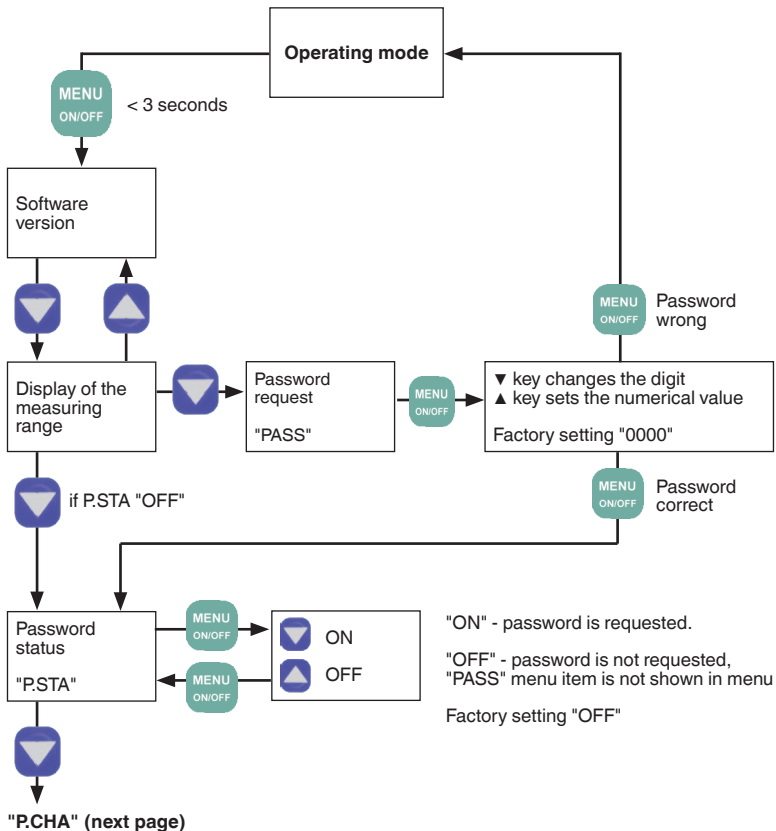 Operating mode
MENU
ON/OFF
< 3 seconds
Software
version
MENU
ON/OFF
Password
wrong
Display of the
measuring
range
Password
request
"PASS"
MENU
ON/OFF
▼ key changes the digit
▲ key sets the numerical value
Factory setting "0000"
if P.STA "OFF"
MENU
ON/OFF
Password
correct
Password
status
"P.STA"
MENU
ON/OFF
MENU
ON/OFF
ON
OFF
"ON" - password is requested.
"OFF" - password is not requested,
"PASS" menu item is not shown in menu
Factory setting "OFF"
"P.CHA" (next page)